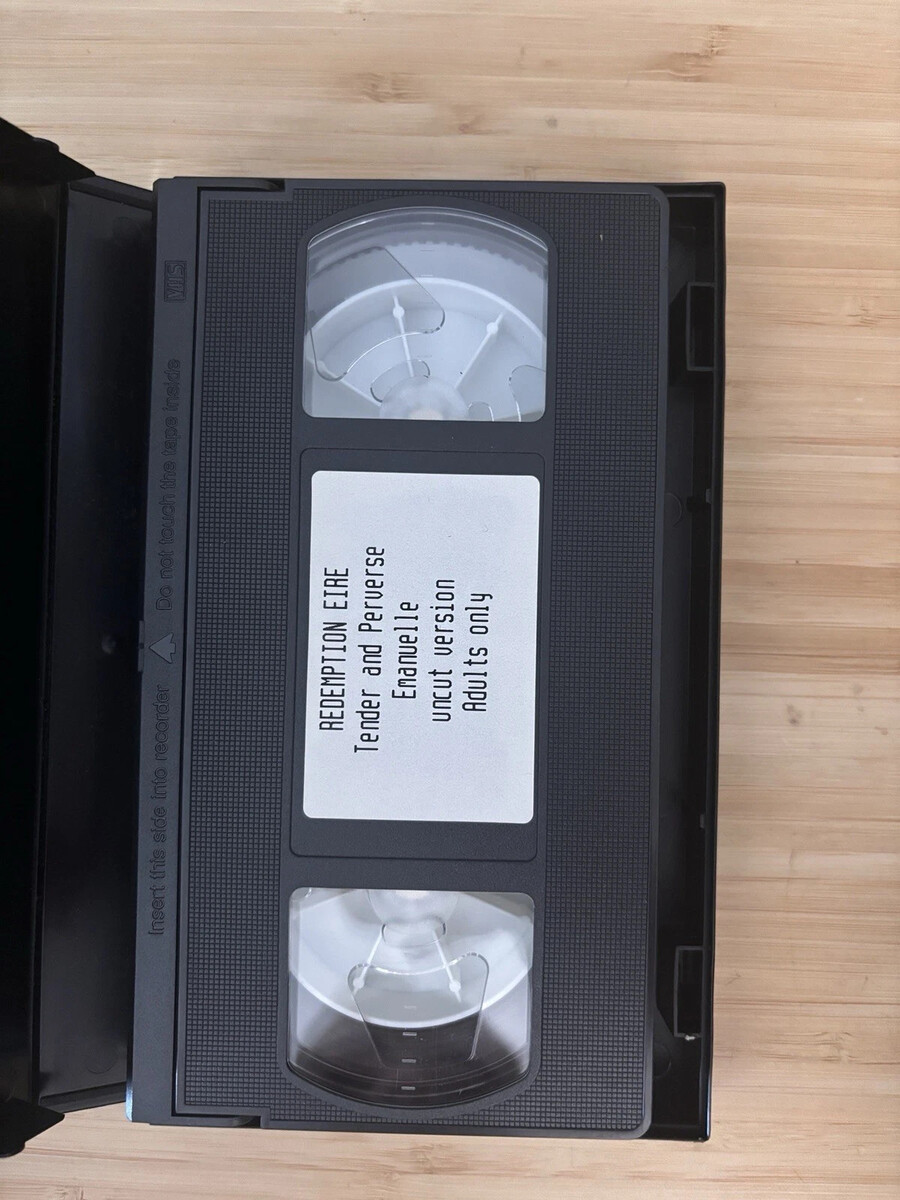 REDEMPTION EIRE
Tender and Perverse
Emanuelle
uncut version
Adults only
VHS
Insert this side into recorder
Do not touch the tape inside